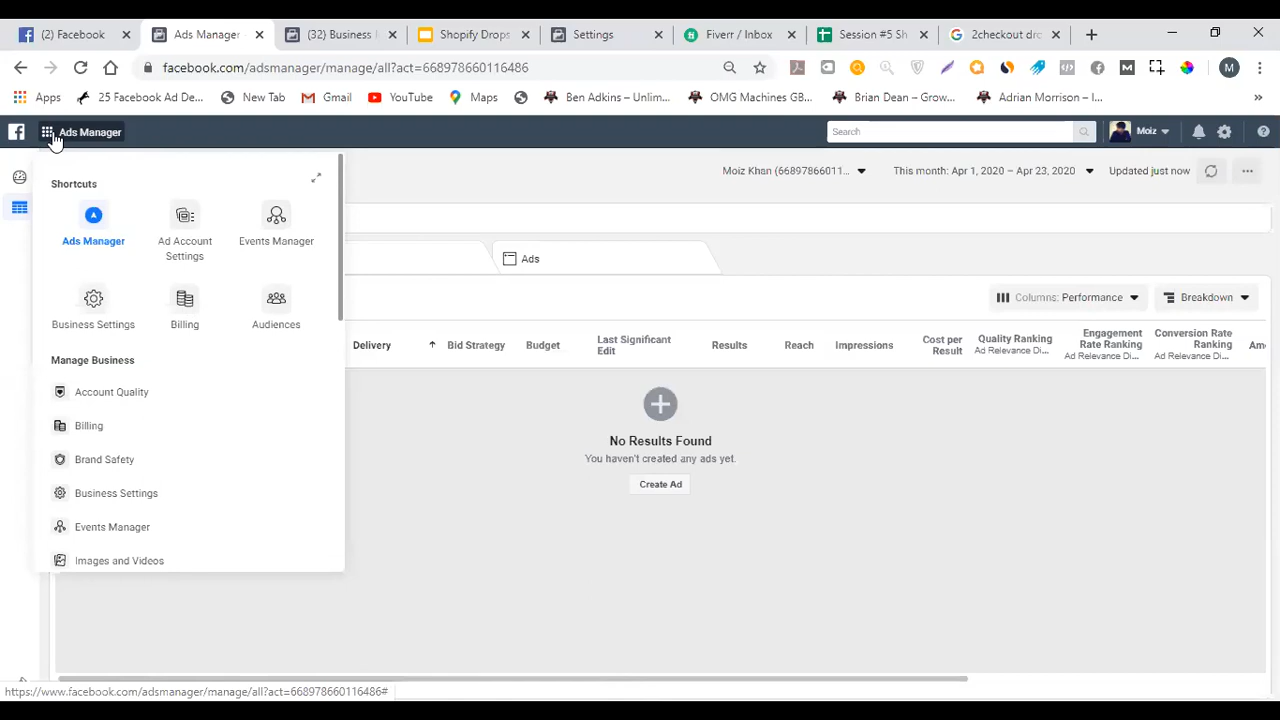 (2) Facebook
Ads Manager
(32) Business
Shopify Drops
Settings
Fiverr / Inbox
Session #5 Sh
2checkout dro
facebook.com/adsmanager/manage/all?act=668978660116486
M
Apps
25 Facebook Ad De...
New Tab
Gmail
YouTube
Maps
Ben Adkins – Unlim...
OMG Machines GB...
Brian Dean – Grow...
Adrian Morrison – I...
Ads Manager
Search
Moiz
Moiz Khan (66897866011...
This month: Apr 1, 2020 – Apr 23, 2020
Updated just now
Shortcuts
Ads Manager
Ad Account Settings
Events Manager
Business Settings
Billing
Audiences
Manage Business
Account Quality
Billing
Brand Safety
Business Settings
Events Manager
Images and Videos
Ads
Columns: Performance
Breakdown
Delivery
Bid Strategy
Budget
Last Significant Edit
Results
Reach
Impressions
Cost per Result
Quality Ranking
Ad Relevance Di...
Engagement Rate Ranking
Ad Relevance Di...
Conversion Rate Ranking
Ad Relevance Di...
Amo
No Results Found
You haven't created any ads yet.
Create Ad
https://www.facebook.com/adsmanager/manage/all?act=668978660116486#